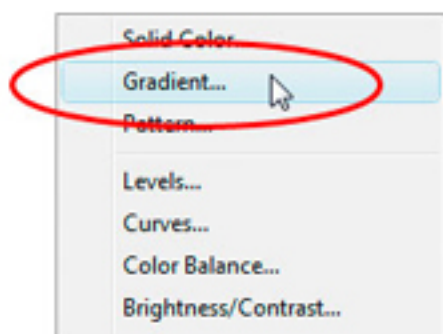 Solid Color...
Gradient...
Pattern...
Levels...
Curves...
Color Balance...
Brightness/Contrast...